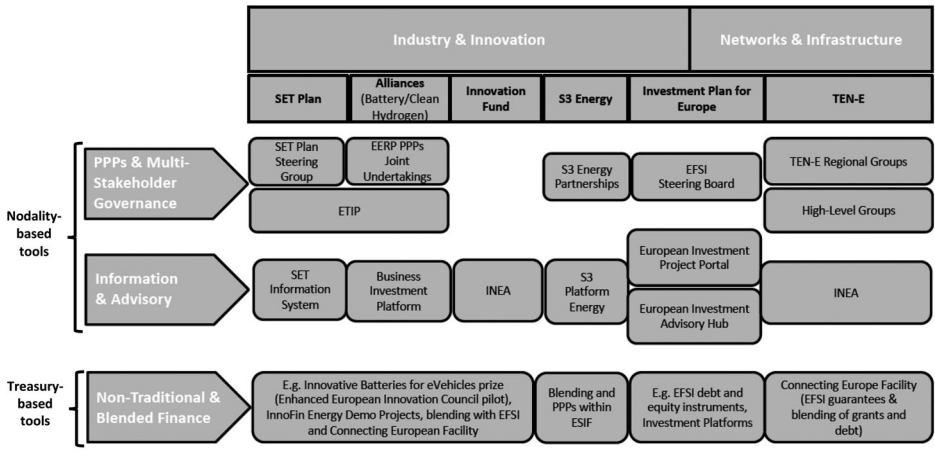 Industry & Innovation
Networks & Infrastructure
SET Plan
Alliances
(Battery/Clean
Hydrogen)
Innovation
Fund
S3 Energy
Investment Plan for
Europe
TEN-E
Nodality-
based
tools
PPPs & Multi-
Stakeholder
Governance
SET Plan
Steering
Group
EERP PPPs
Joint
Undertakings
ETIP
S3 Energy
Partnerships
EFSI
Steering Board
TEN-E Regional Groups
High-Level Groups
Information
& Advisory
SET
Information
System
Business
Investment
Platform
INEA
S3
Platform
Energy
European Investment
Project Portal
European Investment
Advisory Hub
INEA
Treasury-
based
tools
Non-Traditional &
Blended Finance
E.g. Innovative Batteries for eVehicles prize
(Enhanced European Innovation Council pilot),
InnoFin Energy Demo Projects, blending with EFSI
and Connecting European Facility
Blending and
PPPs within
ESIF
E.g. EFSI debt and
equity instruments,
Investment Platforms
Connecting Europe Facility
(EFSI guarantees &
blending of grants and
debt)